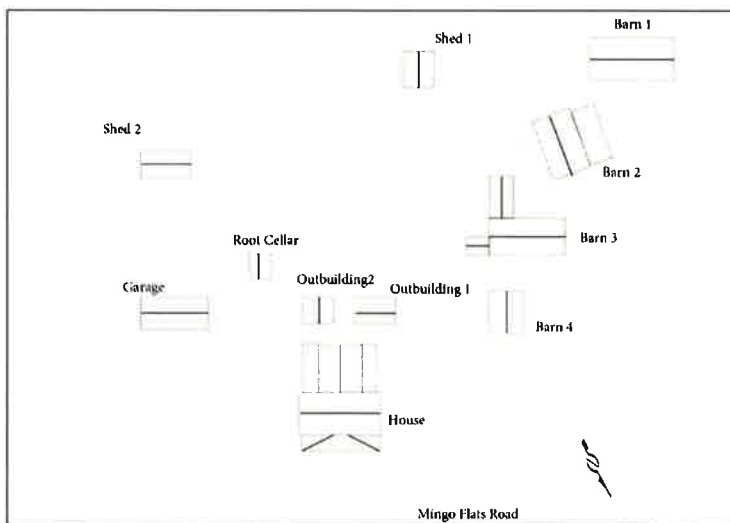 Barn 1
Shed 1
Shed 2
Barn 2
Barn 3
Root Cellar
Garage
Outbuilding2
Outbuilding 1
Barn 4
House
Mingo Flats Road